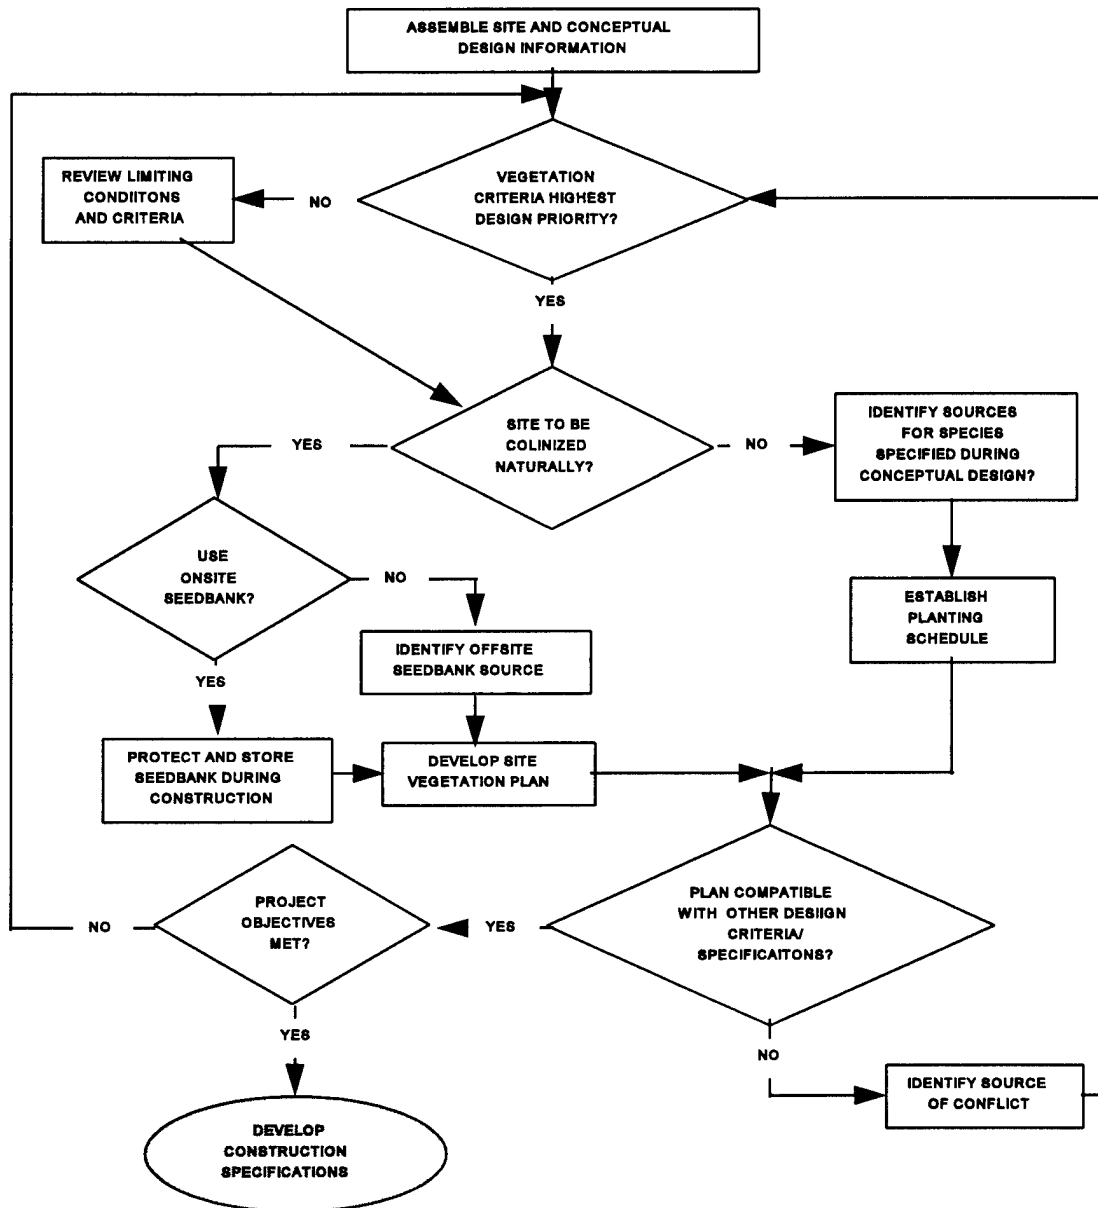 ASSEMBLE SITE AND CONCEPTUAL
DESIGN INFORMATION
VEGETATION
CRITERIA HIGHEST
DESIGN PRIORITY?
NO
REVIEW LIMITING
CONDIITONS
AND CRITERIA
YES
SITE TO BE
COLINIZED
NATURALLY?
YES
NO
IDENTIFY SOURCES
FOR SPECIES
SPECIFIED DURING
CONCEPTUAL DESIGN?
USE
ONSITE
SEEDBANK?
NO
ESTABLISH
PLANTING
SCHEDULE
IDENTIFY OFFSITE
SEEDBANK SOURCE
YES
PROTECT AND STORE
SEEDBANK DURING
CONSTRUCTION
DEVELOP SITE
VEGETATION PLAN
PLAN COMPATIBLE
WITH OTHER DESIIGN
CRITERIA/
SPECIFICAITONS?
YES
PROJECT
OBJECTIVES
MET?
NO
YES
NO
IDENTIFY SOURCE
OF CONFLICT
DEVELOP
CONSTRUCTION
SPECIFICATIONS